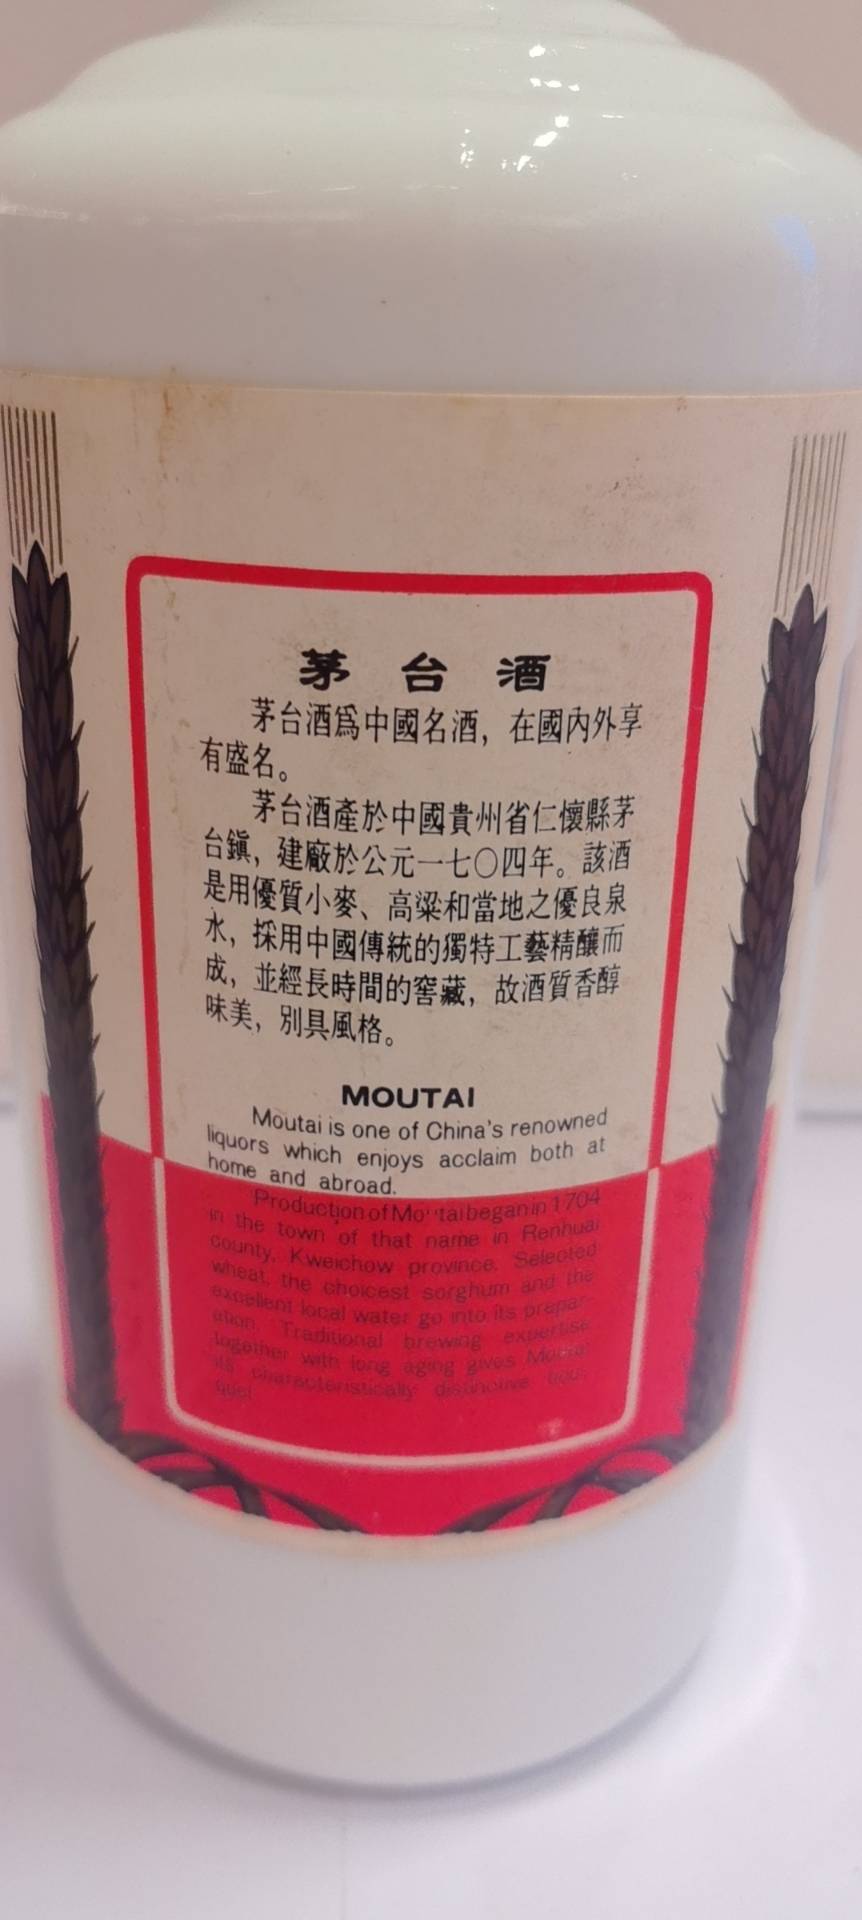 茅台酒
茅台酒爲中國名酒，在國內外享
有盛名。
茅台酒產於中國貴州省仁懷縣茅
台鎮，建廠於公元一七〇四年。該酒
是用優質小麥、高粱和當地之優良泉
水，採用中國傳統的獨特工藝精釀而
成，並經長時間的窖藏，故酒質香醇
味美，別具風格。
MOUTAI
Moutai is one of China's renowned
liquors which enjoys acclaim both at
home and abroad.
Production of Moutai began in 1704
in the town of that name in Renhuai
county, Kweichow province. Selected
wheat, the choicest sorghum and the
excellent local water go into its prepar-
ation. Traditional brewing expertise
together with long aging gives Moutai
its characteristically distinctive bou-
quet.